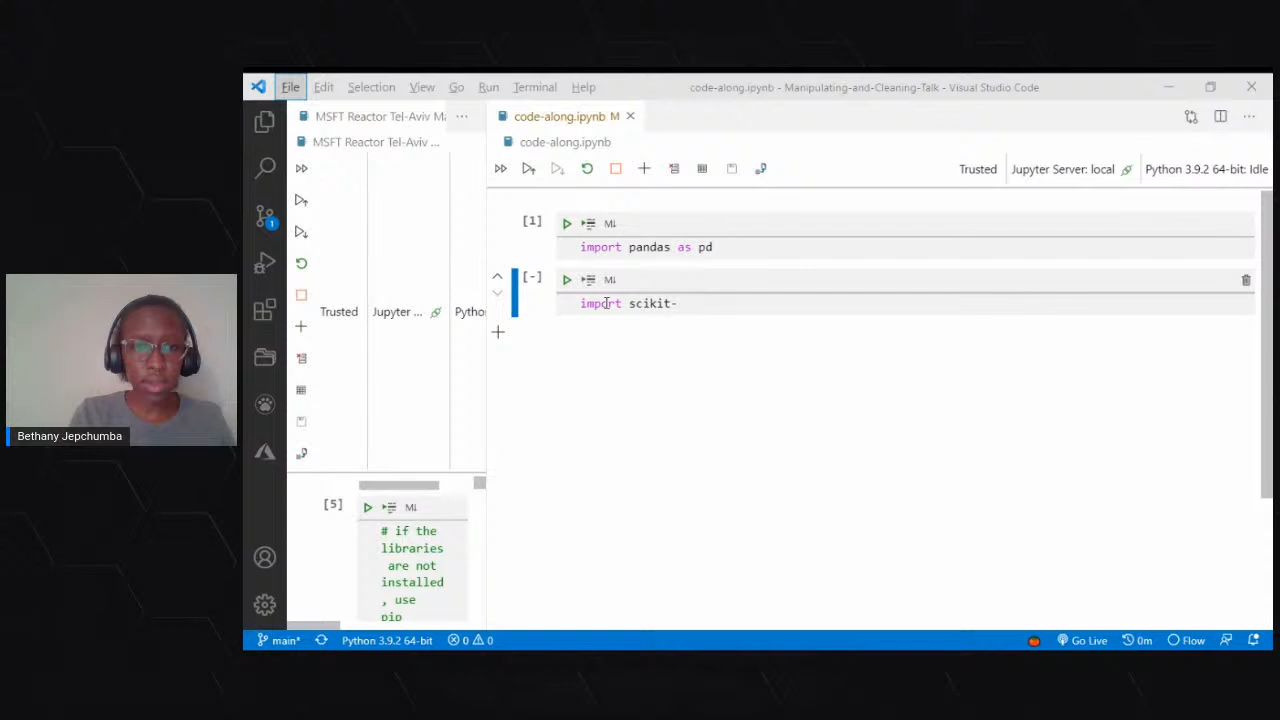 File Edit Selection View Go Run Terminal Help
code-along.ipynb - Manipulating-and-Cleaning-Talk - Visual Studio Code
MSFT Reactor Tel-Aviv Ma ...
code-along.ipynb M
MSFT Reactor Tel-Aviv ...
code-along.ipynb
Trusted
Jupyter Server: local
Python 3.9.2 64-bit: Idle
[1]
M↓
import pandas as pd
[-]
M↓
import scikit-
1
Trusted
Jupyter ...
Pytho
Bethany Jepchumba
[5]
M↓
# if the
libraries
are not
installed
, use
pip
main*
Python 3.9.2 64-bit
0
0
Go Live
0m
Flow